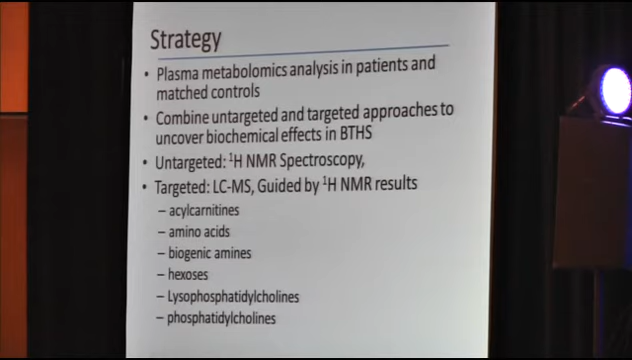 Strategy
• Plasma metabolomics analysis in patients and
matched controls
• Combine untargeted and targeted approaches to
uncover biochemical effects in BTHS
• Untargeted: ¹H NMR Spectroscopy,
• Targeted: LC-MS, Guided by ¹H NMR results
– acylcarnitines
– amino acids
– biogenic amines
– hexoses
– Lysophosphatidylcholines
– phosphatidylcholines